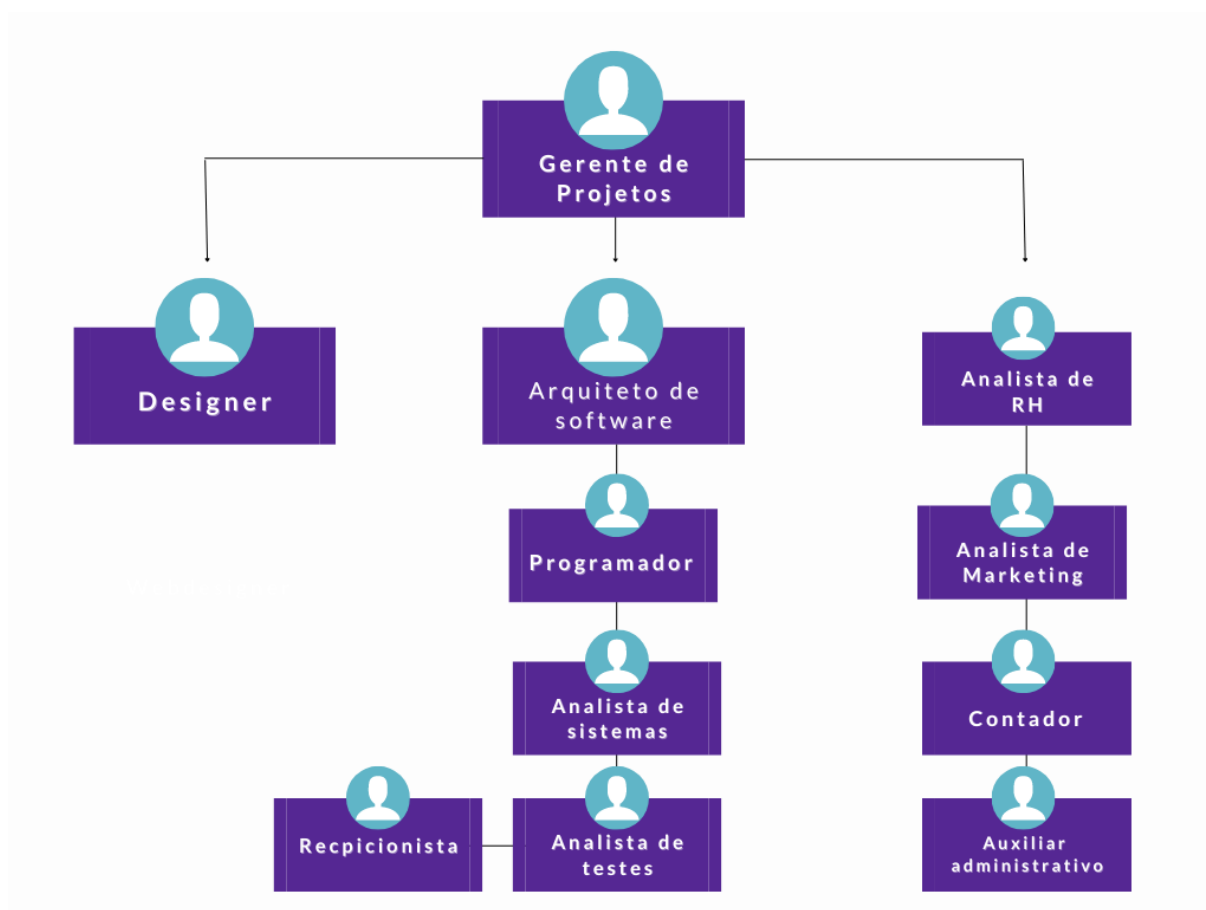 Gerente de
Projetos
Designer
Arquiteto de
software
Analista de
RH
Programador
Analista de
Marketing
Analista de
sistemas
Contador
Recpicionista
Analista de
testes
Auxiliar
administrativo